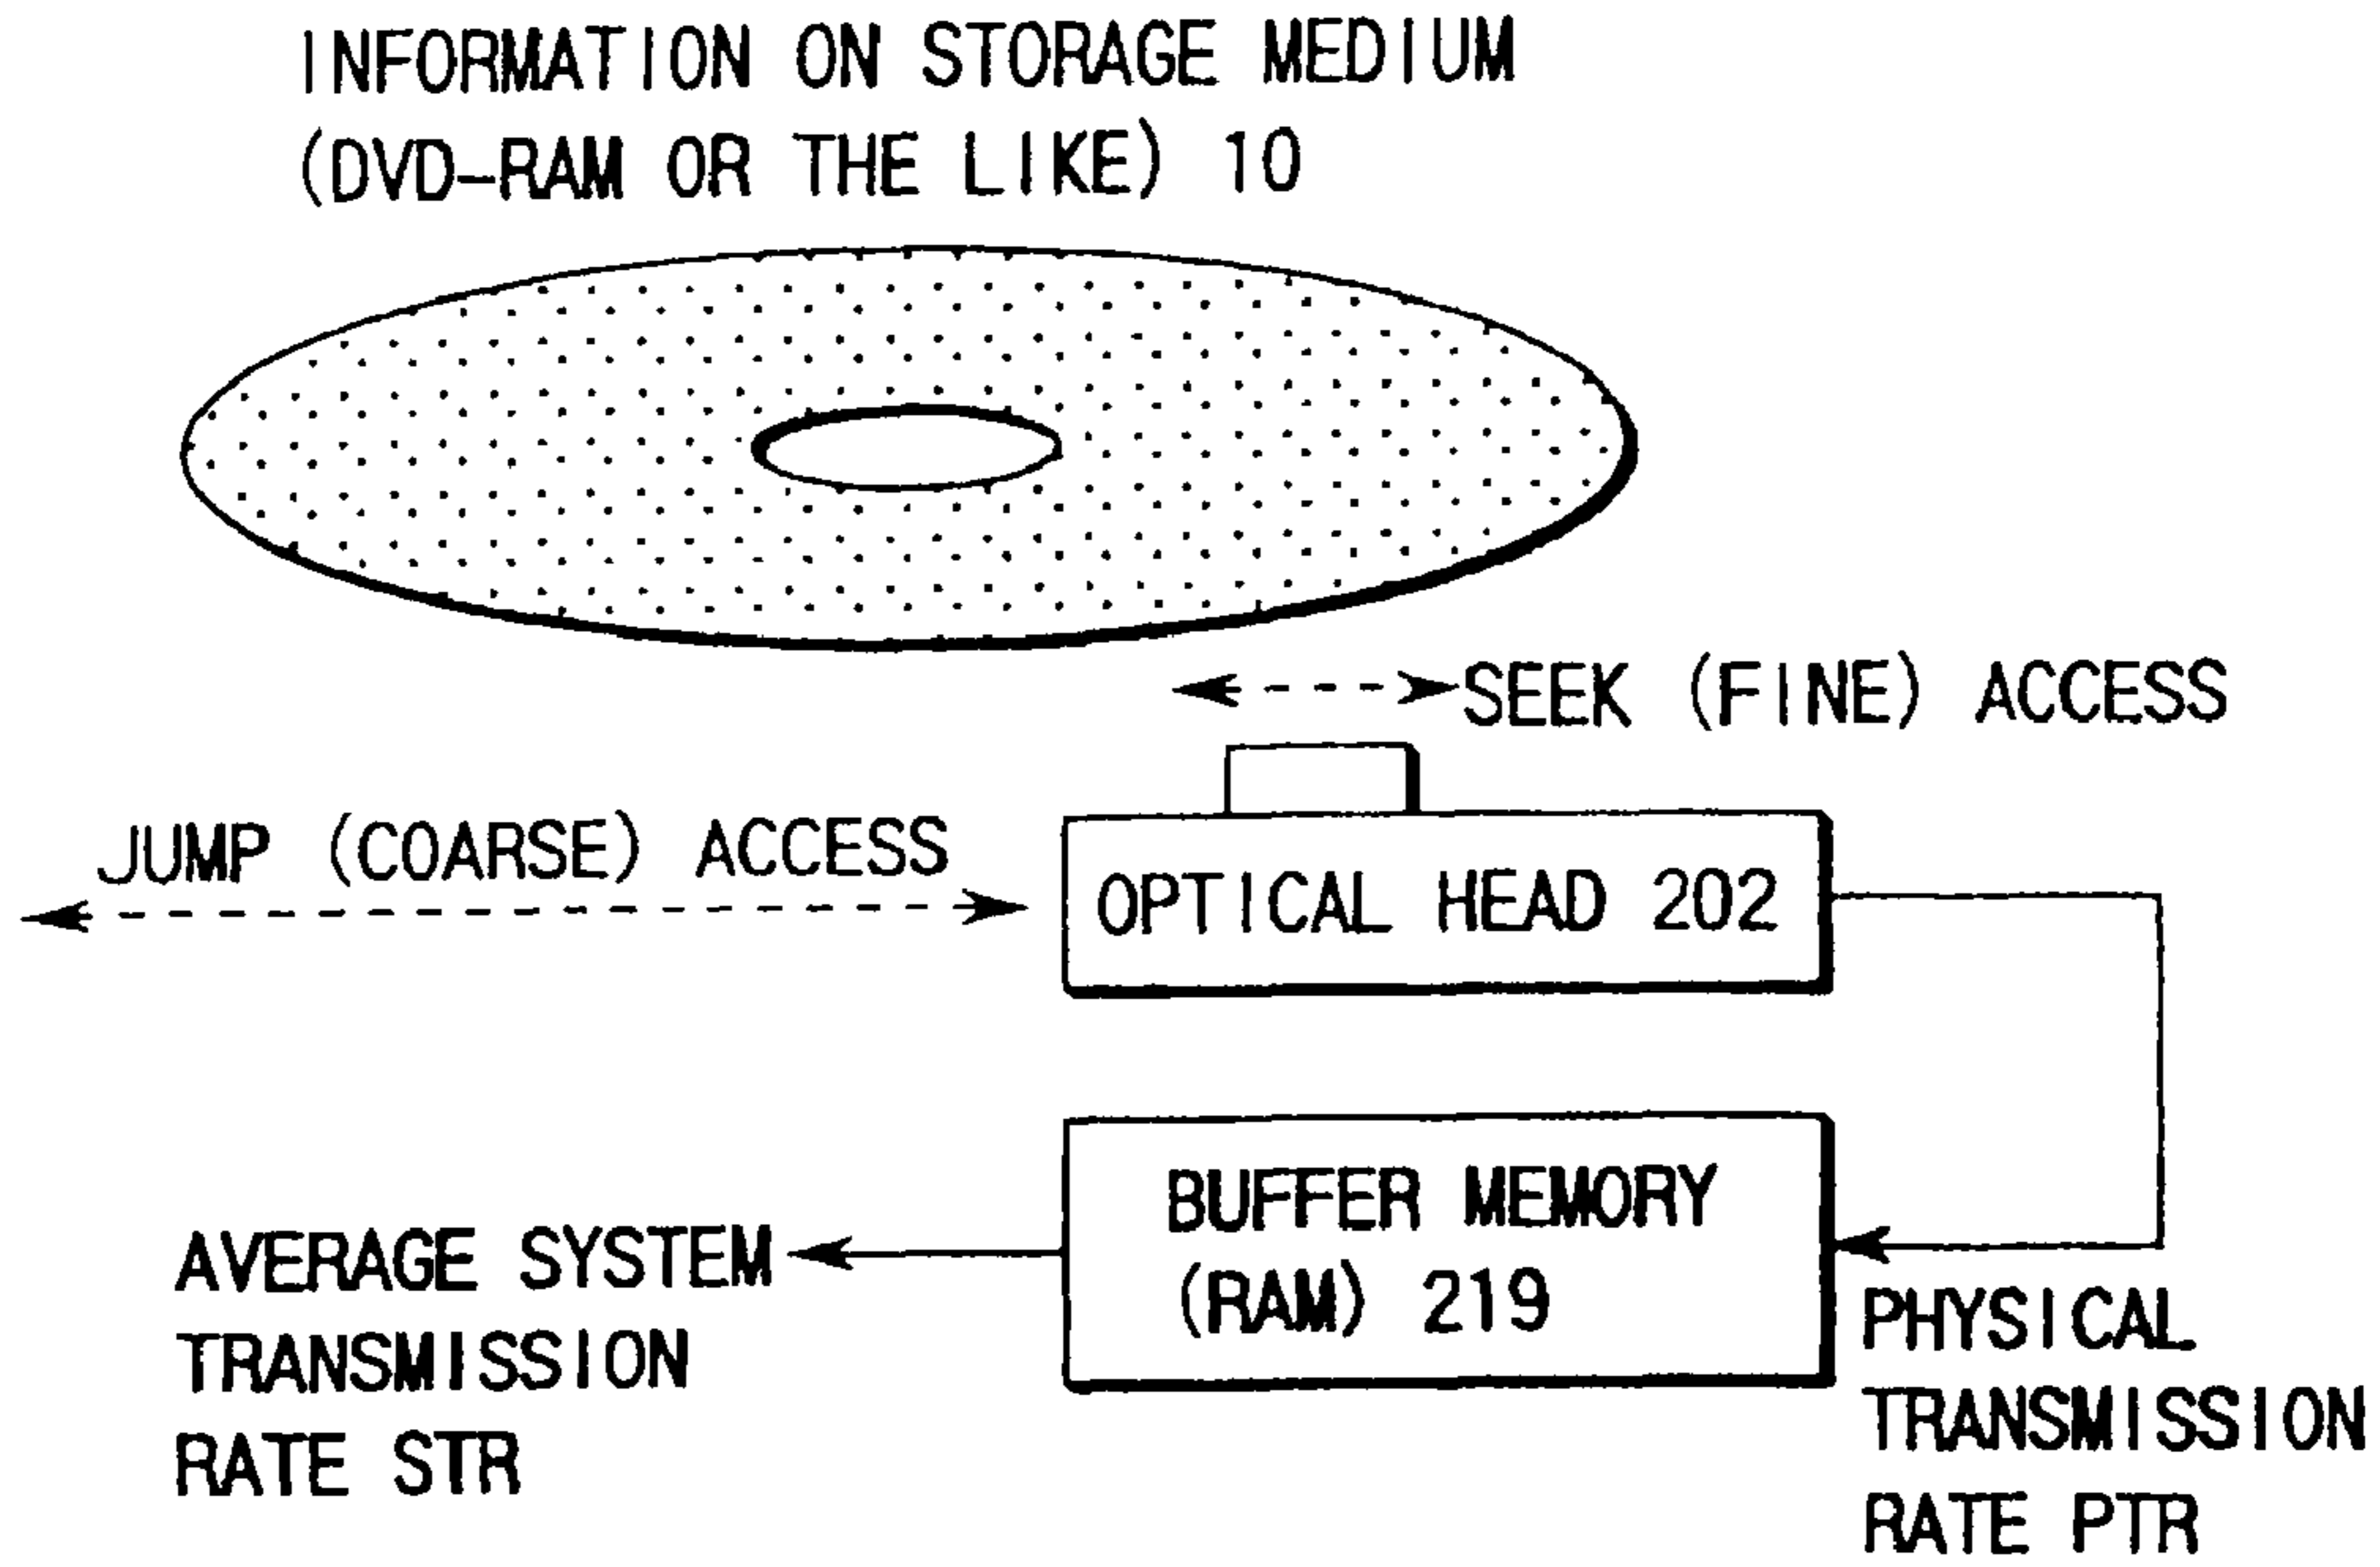 INFORMATION ON STORAGE MEDIUM
(DVD-RAM OR THE LIKE) 10
SEEK (FINE) ACCESS
JUMP (COARSE) ACCESS
OPTICAL HEAD 202
BUFFER MEMORY
(RAM) 219
AVERAGE SYSTEM
TRANSMISSION
RATE STR
PHYSICAL
TRANSMISSION
RATE PTR